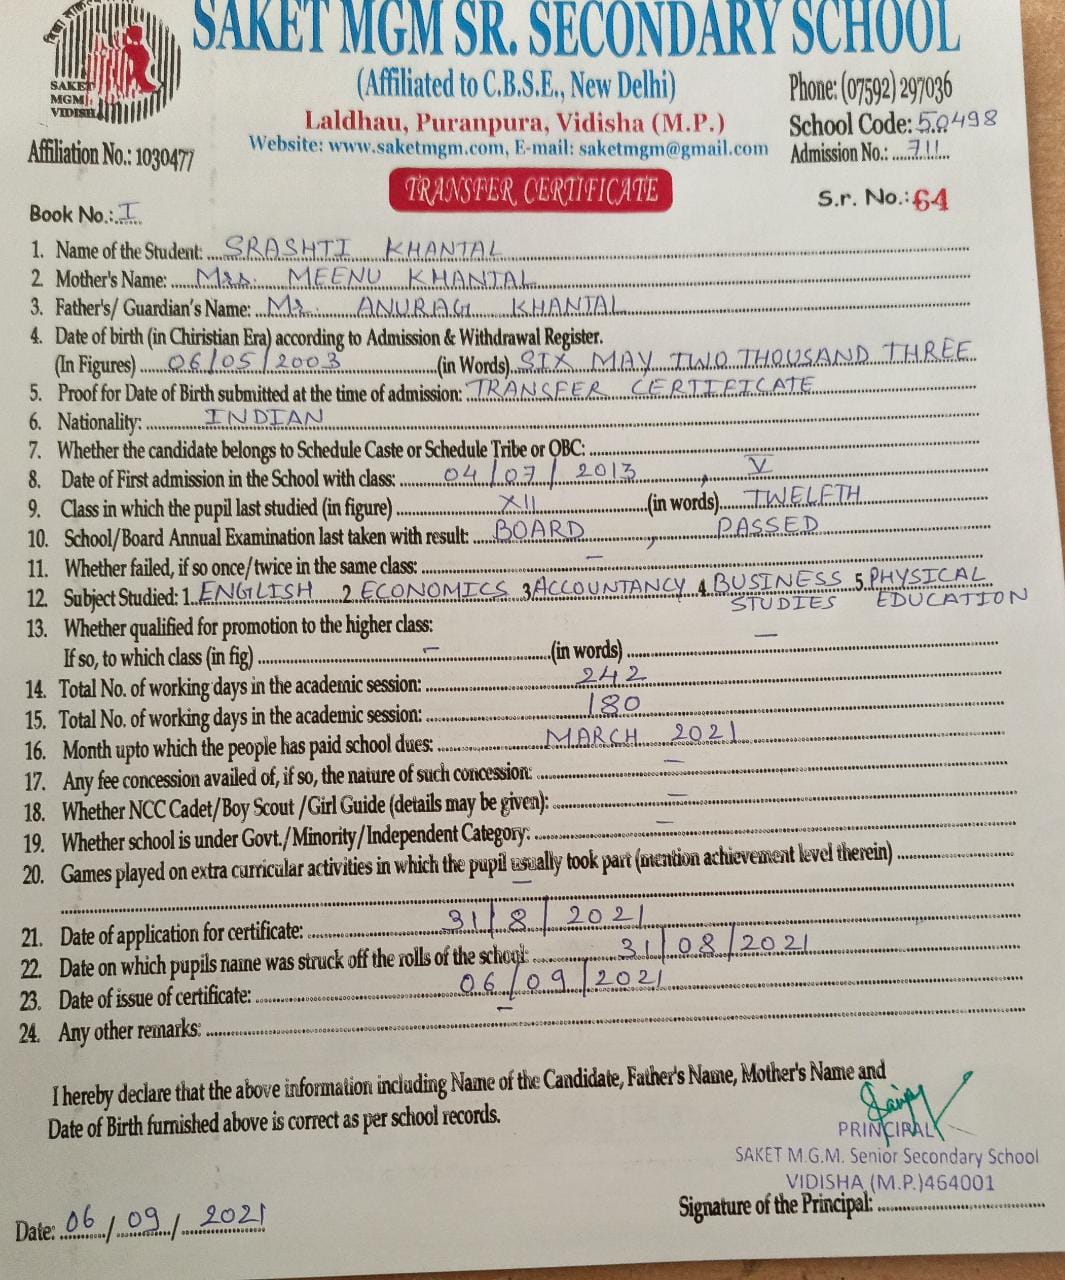 SAKET MGM SR. SECONDARY SCHOOL
SAKET
MGM
VIDISHA
(Affiliated to C.B.S.E., New Delhi)
Phone: (07592) 297036
Laldhau, Puranpura, Vidisha (M.P.)
School Code: 50498
Affiliation No.: 1030477
Website: www.saketmgm.com, E-mail: saketmgm@gmail.com
Admission No.: 711
TRANSFER CERTIFICATE
Book No.: I
S.r. No.: 64
1. Name of the Student: SRASHTI KHANTAL
2. Mother's Name: Mrs. MEENU KHANTAL
3. Father's/ Guardian's Name: Mr. ANURAG KHANTAL
4. Date of birth (in Chiristian Era) according to Admission & Withdrawal Register.
(In Figures) 06/05/2003 (in Words) SIX MAY TWO THOUSAND THREE
5. Proof for Date of Birth submitted at the time of admission: TRANSFER CERTIFICATE
6. Nationality: INDIAN
7. Whether the candidate belongs to Schedule Caste or Schedule Tribe or OBC:
8. Date of First admission in the School with class: 04/07/2013, V
9. Class in which the pupil last studied (in figure) XII (in words) TWELFTH
10. School/Board Annual Examination last taken with result: BOARD, PASSED
11. Whether failed, if so once/twice in the same class: –
12. Subject Studied: 1. ENGLISH 2 ECONOMICS 3 ACCOUNTANCY 4. BUSINESS STUDIES 5. PHYSICAL EDUCATION
13. Whether qualified for promotion to the higher class:
If so, to which class (in fig) – (in words) –
14. Total No. of working days in the academic session: 242
15. Total No. of working days in the academic session: 180
16. Month upto which the people has paid school dues: MARCH 2021
17. Any fee concession availed of, if so, the nature of such concession: –
18. Whether NCC Cadet/Boy Scout /Girl Guide (details may be given): –
19. Whether school is under Govt./Minority/Independent Category: –
20. Games played on extra curricular activities in which the pupil usually took part (mention achievement level therein)
–
21. Date of application for certificate: 31/8/2021
22. Date on which pupils name was struck off the rolls of the school: 31/08/2021
23. Date of issue of certificate: 06/09/2021
24. Any other remarks: –
I hereby declare that the above information including Name of the Candidate, Father's Name, Mother's Name and
Date of Birth furnished above is correct as per school records.
PRINCIPAL
SAKET M.G.M. Senior Secondary School
VIDISHA (M.P.)464001
Signature of the Principal:
Date: 06/09/2021